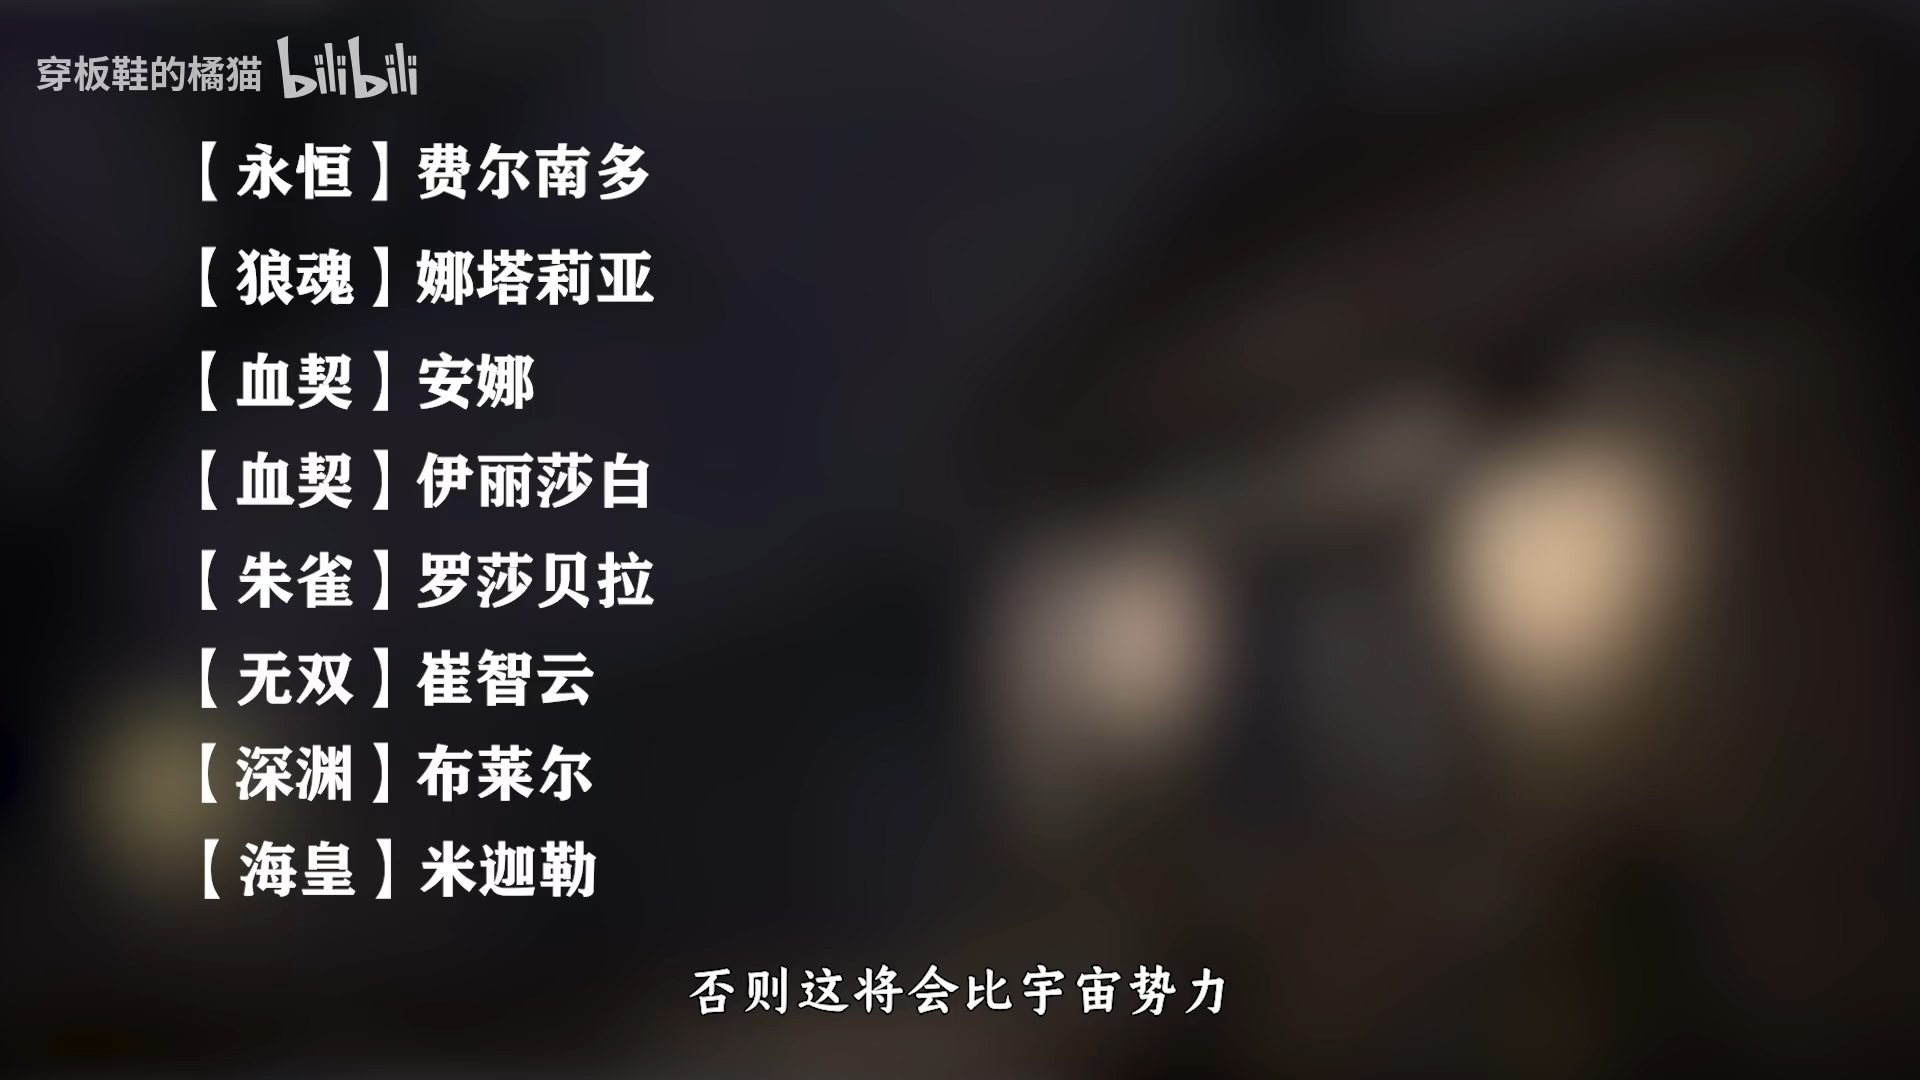 穿板鞋的橘猫 bilibili
【永恒】费尔南多
【狼魂】娜塔莉亚
【血契】安娜
【血契】伊丽莎白
【朱雀】罗莎贝拉
【无双】崔智云
【深渊】布莱尔
【海皇】米迦勒
否则这将会比宇宙势力